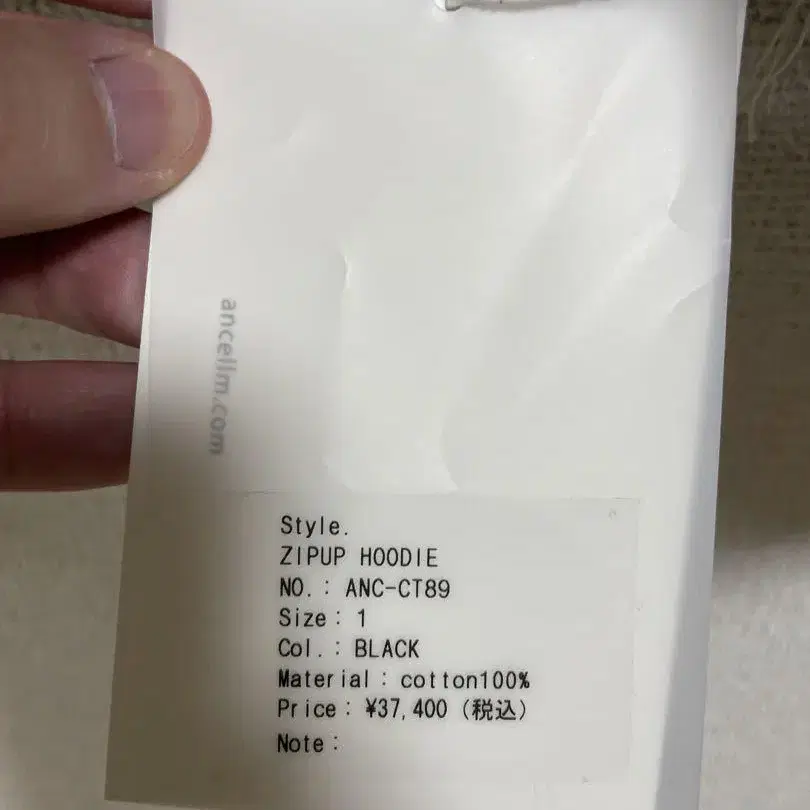 ancellm.com
Style.
ZIPUP HOODIE
NO.: ANC-CT89
Size: 1
Col.: BLACK
Material: cotton100%
Price: ¥37,400 (税込)
Note: